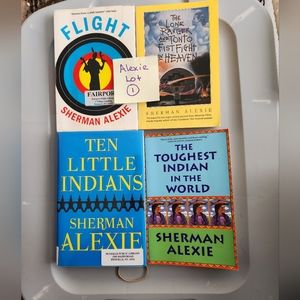 FLIGHT
FAIRPORT
SHERMAN ALEXIE
Alexie
Lot
1
THE
LONE
RANGER
AND TONTO
FISTFIGHT
IN HEAVEN
SHERMAN ALEXIE
TEN
LITTLE
INDIANS
SHERMAN
ALEXIE
THE
TOUGHEST
INDIAN IN
THE WORLD
SHERMAN
ALEXIE